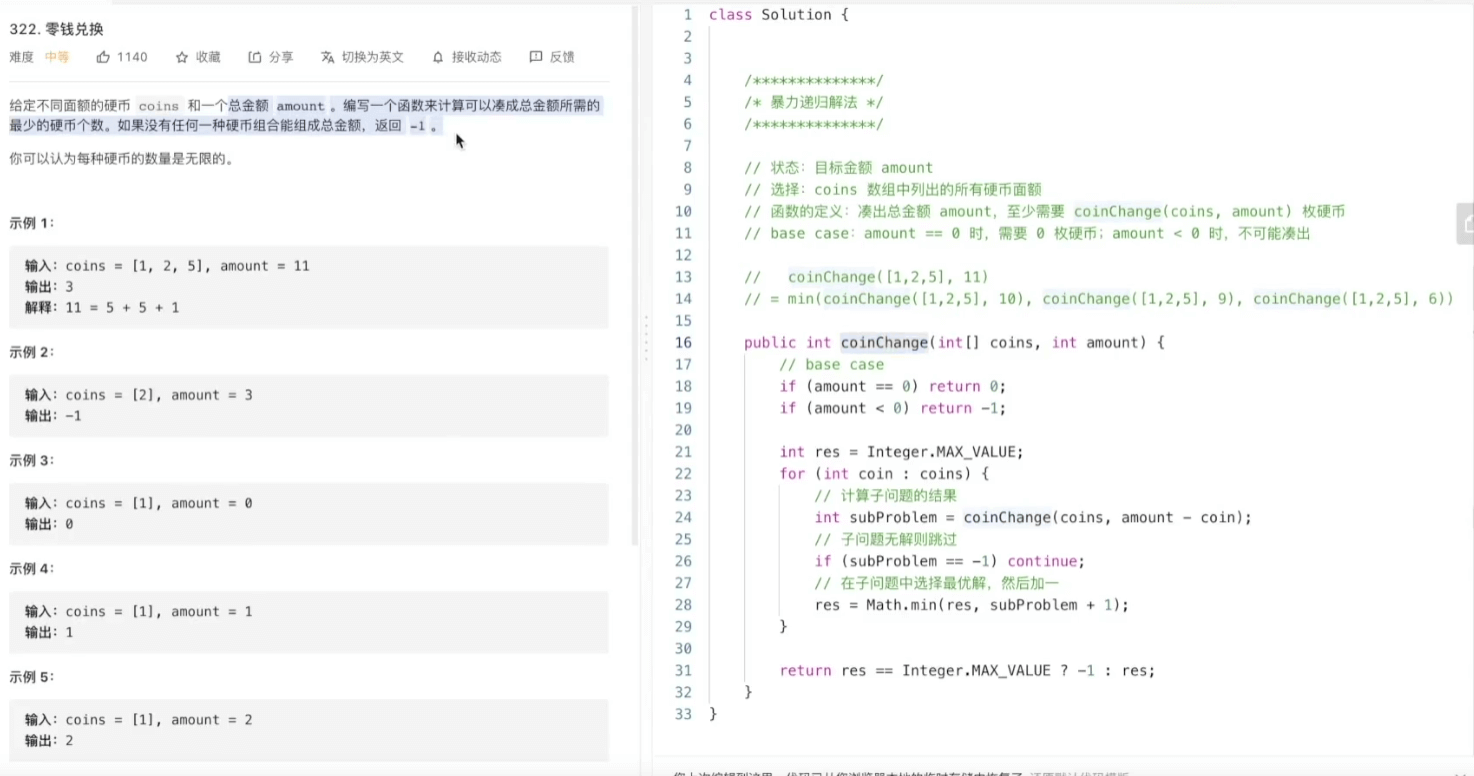 322. 零钱兑换
难度 中等 1140 收藏 分享 切换为英文 接收动态 反馈
给定不同面额的硬币 coins 和一个总金额 amount 。编写一个函数来计算可以凑成总金额所需的
最少的硬币个数。如果没有任何一种硬币组合能组成总金额，返回 -1 。
你可以认为每种硬币的数量是无限的。
示例 1：
输入：coins = [1, 2, 5], amount = 11
输出：3
解释：11 = 5 + 5 + 1
示例 2：
输入：coins = [2], amount = 3
输出：-1
示例 3：
输入：coins = [1], amount = 0
输出：0
示例 4：
输入：coins = [1], amount = 1
输出：1
示例 5：
输入：coins = [1], amount = 2
输出：2
1 class Solution {
2
3
4 /**************/
5 /* 暴力递归解法 */
6 /**************/
7
8 // 状态：目标金额 amount
9 // 选择：coins 数组中列出的所有硬币面额
10 // 函数的定义：凑出总金额 amount，至少需要 coinChange(coins, amount) 枚硬币
11 // base case：amount == 0 时，需要 0 枚硬币；amount < 0 时，不可能凑出
12
13 // coinChange([1,2,5], 11)
14 // = min(coinChange([1,2,5], 10), coinChange([1,2,5], 9), coinChange([1,2,5], 6))
15
16 public int coinChange(int[] coins, int amount) {
17 // base case
18 if (amount == 0) return 0;
19 if (amount < 0) return -1;
20
21 int res = Integer.MAX_VALUE;
22 for (int coin : coins) {
23 // 计算子问题的结果
24 int subProblem = coinChange(coins, amount - coin);
25 // 子问题无解则跳过
26 if (subProblem == -1) continue;
27 // 在子问题中选择最优解，然后加一
28 res = Math.min(res, subProblem + 1);
29 }
30
31 return res == Integer.MAX_VALUE ? -1 : res;
32 }
33 }